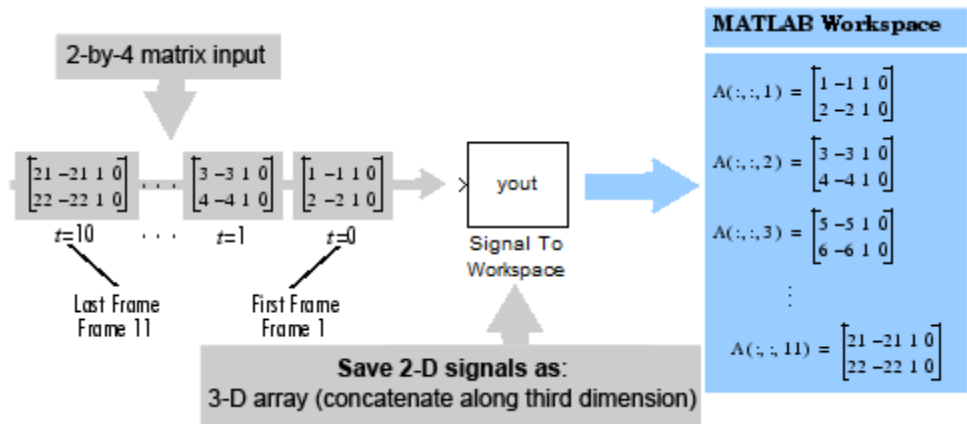 2-by-4 matrix input
[21 -21 1 0
22 -22 1 0]
. . .
[3 -3 1 0
4 -4 1 0]
[1 -1 1 0
2 -2 1 0]
t=10 . . . t=1 t=0
Last Frame
Frame 11
First Frame
Frame 1
yout
Signal To
Workspace
Save 2-D signals as:
3-D array (concatenate along third dimension)
MATLAB Workspace
A(:,:,1) = [1 -1 1 0
2 -2 1 0]
A(:,:,2) = [3 -3 1 0
4 -4 1 0]
A(:,:,3) = [5 -5 1 0
6 -6 1 0]
⋮
A(:,:,11) = [21 -21 1 0
22 -22 1 0]